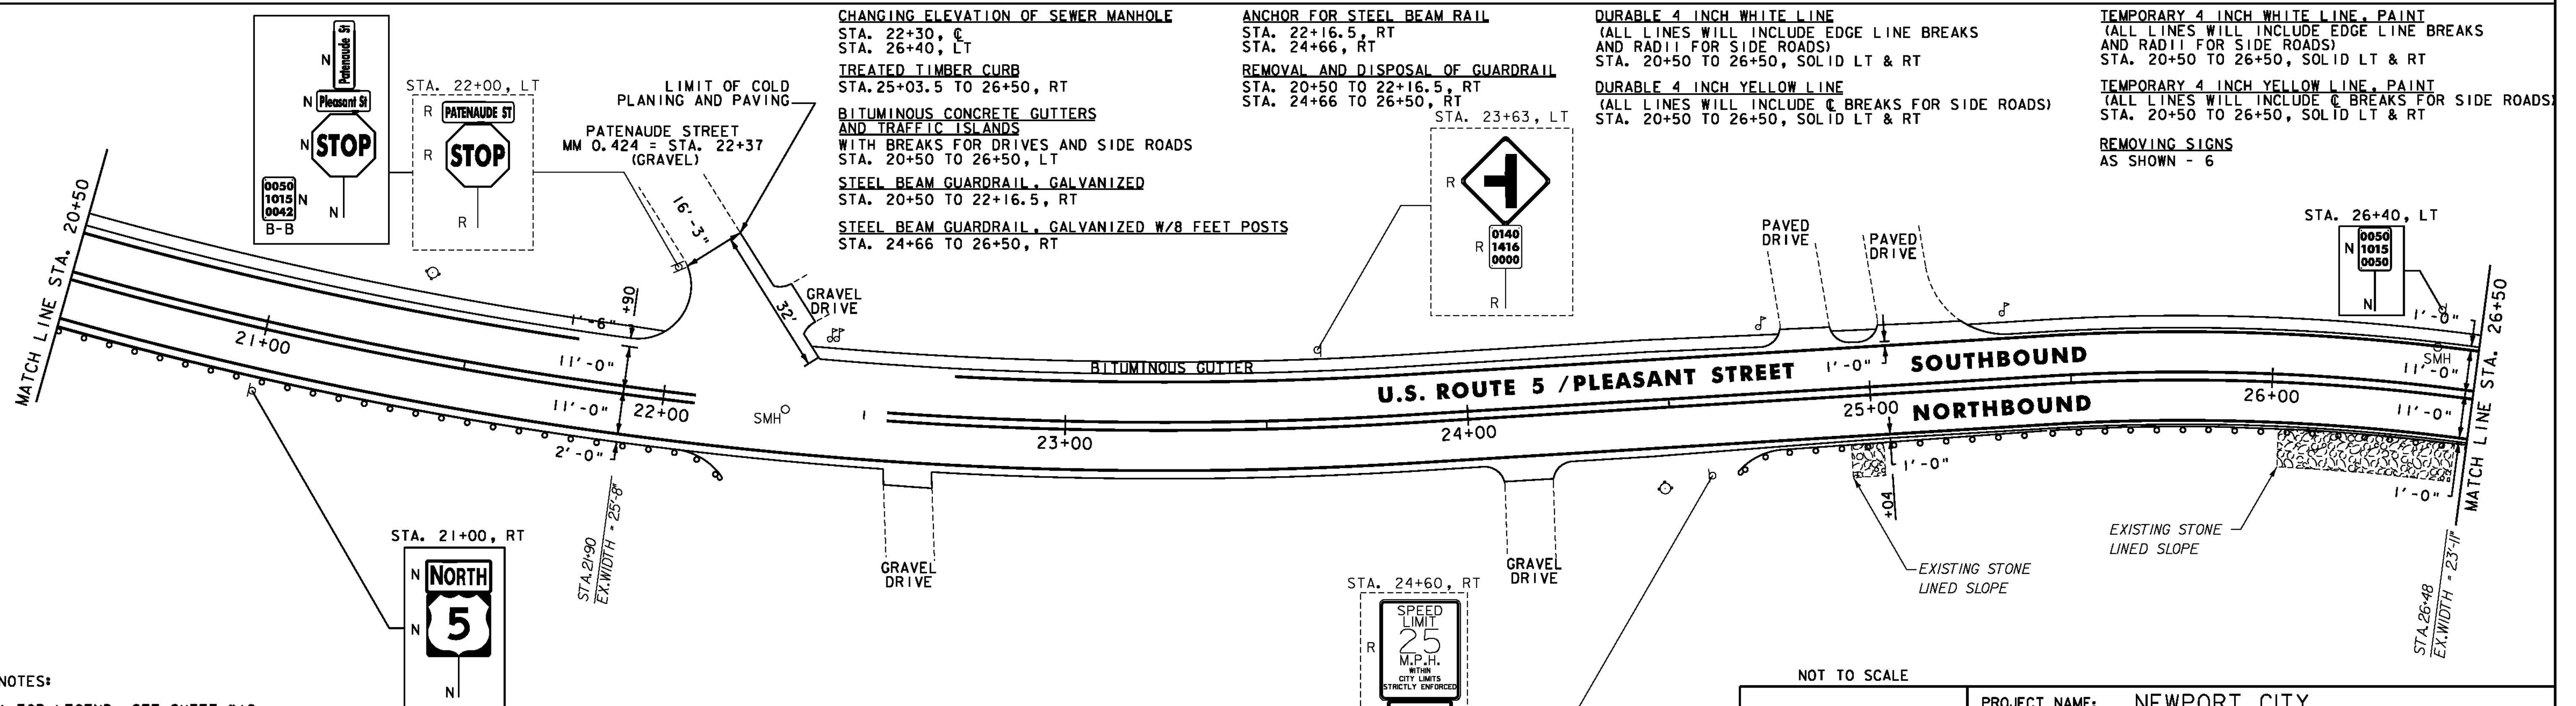 CHANGING ELEVATION OF SEWER MANHOLE
STA. 22+30, ℄
STA. 26+40, LT
TREATED TIMBER CURB
STA.25+03.5 TO 26+50, RT
BITUMINOUS CONCRETE GUTTERS
AND TRAFFIC ISLANDS
WITH BREAKS FOR DRIVES AND SIDE ROADS
STA. 20+50 TO 26+50, LT
STEEL BEAM GUARDRAIL, GALVANIZED
STA. 20+50 TO 22+16.5, RT
STEEL BEAM GUARDRAIL, GALVANIZED W/8 FEET POSTS
STA. 24+66 TO 26+50, RT
ANCHOR FOR STEEL BEAM RAIL
STA. 22+16.5, RT
STA. 24+66, RT
REMOVAL AND DISPOSAL OF GUARDRAIL
STA. 20+50 TO 22+16.5, RT
STA. 24+66 TO 26+50, RT
DURABLE 4 INCH WHITE LINE
(ALL LINES WILL INCLUDE EDGE LINE BREAKS
AND RADII FOR SIDE ROADS)
STA. 20+50 TO 26+50, SOLID LT & RT
DURABLE 4 INCH YELLOW LINE
(ALL LINES WILL INCLUDE ℄ BREAKS FOR SIDE ROADS)
STA. 20+50 TO 26+50, SOLID LT & RT
TEMPORARY 4 INCH WHITE LINE, PAINT
(ALL LINES WILL INCLUDE EDGE LINE BREAKS
AND RADII FOR SIDE ROADS)
STA. 20+50 TO 26+50, SOLID LT & RT
TEMPORARY 4 INCH YELLOW LINE, PAINT
(ALL LINES WILL INCLUDE ℄ BREAKS FOR SIDE ROADS)
STA. 20+50 TO 26+50, SOLID LT & RT
REMOVING SIGNS
AS SHOWN - 6
N Patenaude St
N Pleasant St
N STOP
0050
1015 N
0042
B-B
N
STA. 22+00, LT
R PATENAUDE ST
R STOP
R
LIMIT OF COLD
PLANING AND PAVING
PATENAUDE STREET
MM 0.424 = STA. 22+37
(GRAVEL)
16'-3"
32'
GRAVEL
DRIVE
STA. 23+63, LT
R
0140
R 1416
0000
R
PAVED
DRIVE
PAVED
DRIVE
STA. 26+40, LT
0050
N 1015
0050
N
MATCH LINE STA. 20+50
21+00
1'-6"
+90
11'-0"
11'-0"
22+00
2'-0"
STA.21+90
EX.WIDTH = 25'-8"
SMH
BITUMINOUS GUTTER
23+00
24+00
U.S. ROUTE 5 /PLEASANT STREET
1'-0"
SOUTHBOUND
25+00
NORTHBOUND
26+00
1'-0"
+04
1'-0"
SMH
11'-0"
11'-0"
1'-0"
MATCH LINE STA. 26+50
STA.26+48
EX.WIDTH = 23'-11"
GRAVEL
DRIVE
GRAVEL
DRIVE
EXISTING STONE
LINED SLOPE
EXISTING STONE
LINED SLOPE
STA. 21+00, RT
N NORTH
N 5
N
STA. 24+60, RT
SPEED
LIMIT
25
R M.P.H.
WITHIN
CITY LIMITS
STRICTLY ENFORCED
NOTES:
NOT TO SCALE
PROJECT NAME: NEWPORT CITY